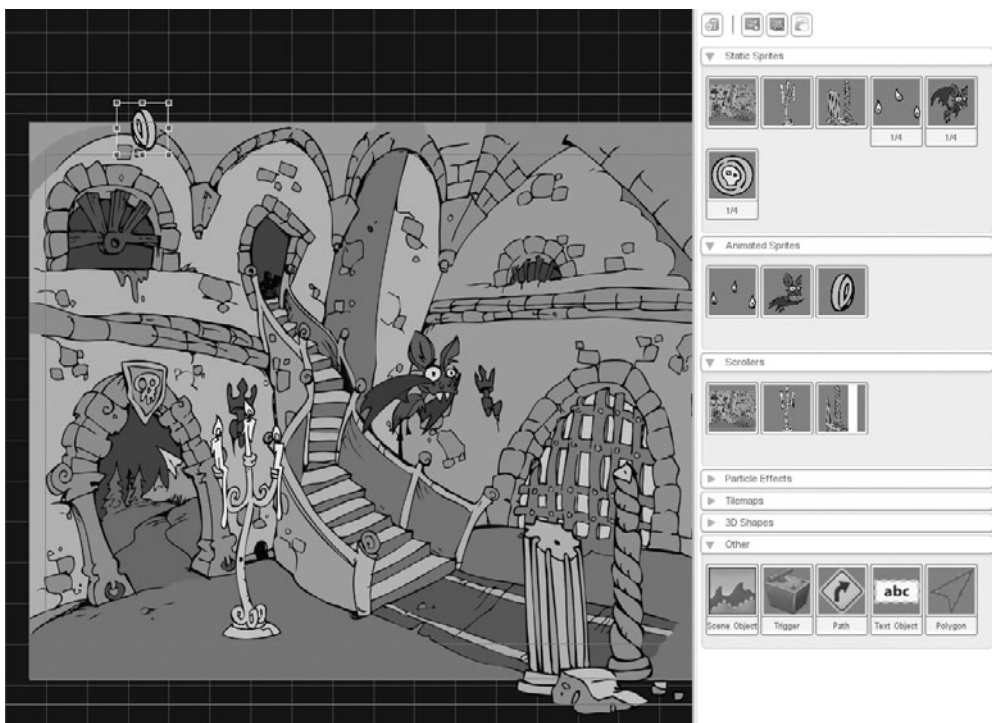 Static Sprites
1/4
1/4
1/4
Animated Sprites
Scrollers
Particle Effects
Tilemaps
3D Shapes
Other
abc
Scene Object
Trigger
Path
Text Object
Polygon